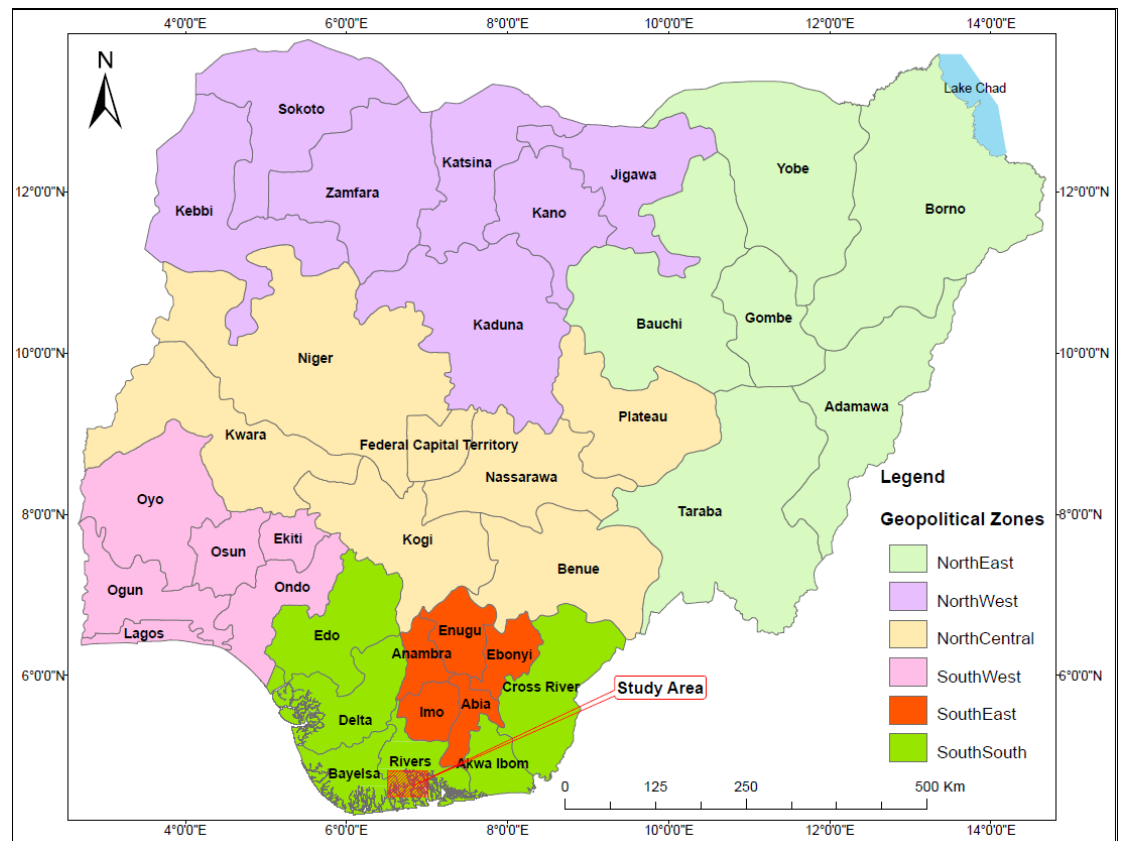 4°0'0"E 6°0'0"E 8°0'0"E 10°0'0"E 12°0'0"E 14°0'0"E
N
Lake Chad
Sokoto
Katsina
Yobe
Jigawa
Zamfara
12°0'0"N
12°0'0"N
Kebbi
Kano
Borno
Kaduna
Bauchi
Gombe
Niger
10°0'0"N
10°0'0"N
Plateau
Adamawa
Kwara
Federal Capital Territory
Nassarawa
Legend
Oyo
Taraba
8°0'0"N
8°0'0"N
Geopolitical Zones
Kogi
Ekiti
Osun
Benue
NorthEast
Ogun
Ondo
NorthWest
Lagos
Edo
Enugu
NorthCentral
Anambra
Ebonyi
6°0'0"N
6°0'0"N
SouthWest
Cross River
Study Area
Abia
Imo
SouthEast
Delta
SouthSouth
Rivers
Akwa Ibom
Bayelsa
0 125 250 500 Km
4°0'0"E 6°0'0"E 8°0'0"E 10°0'0"E 12°0'0"E 14°0'0"E